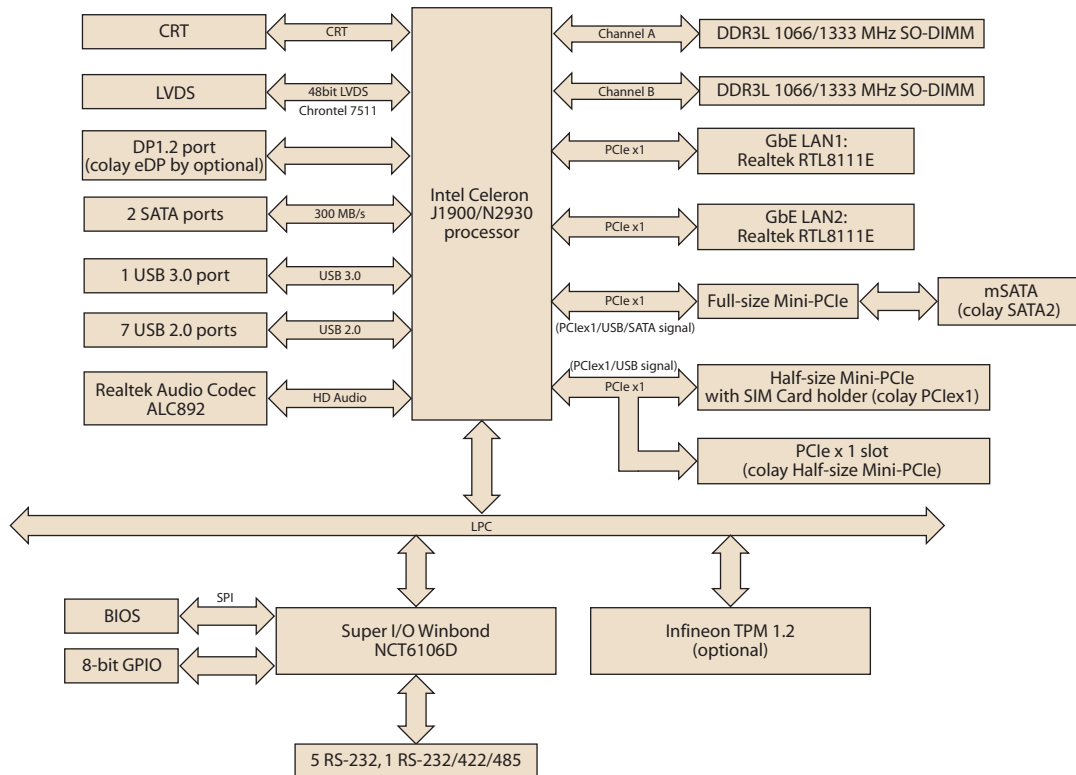 CRT
CRT
LVDS
48bit LVDS
Chrontel 7511
DP1.2 port
(colay eDP by optional)
2 SATA ports
300 MB/s
1 USB 3.0 port
USB 3.0
7 USB 2.0 ports
USB 2.0
Realtek Audio Codec
ALC892
HD Audio
Intel Celeron
J1900/N2930
processor
Channel A
DDR3L 1066/1333 MHz SO-DIMM
Channel B
DDR3L 1066/1333 MHz SO-DIMM
PCIe x1
GbE LAN1:
Realtek RTL8111E
PCIe x1
GbE LAN2:
Realtek RTL8111E
PCIe x1
(PCIex1/USB/SATA signal)
Full-size Mini-PCIe
mSATA
(colay SATA2)
(PCIex1/USB signal)
PCIe x1
Half-size Mini-PCIe
with SIM Card holder (colay PCIex1)
PCIe x 1 slot
(colay Half-size Mini-PCIe)
LPC
BIOS
SPI
8-bit GPIO
Super I/O Winbond
NCT6106D
Infineon TPM 1.2
(optional)
5 RS-232, 1 RS-232/422/485